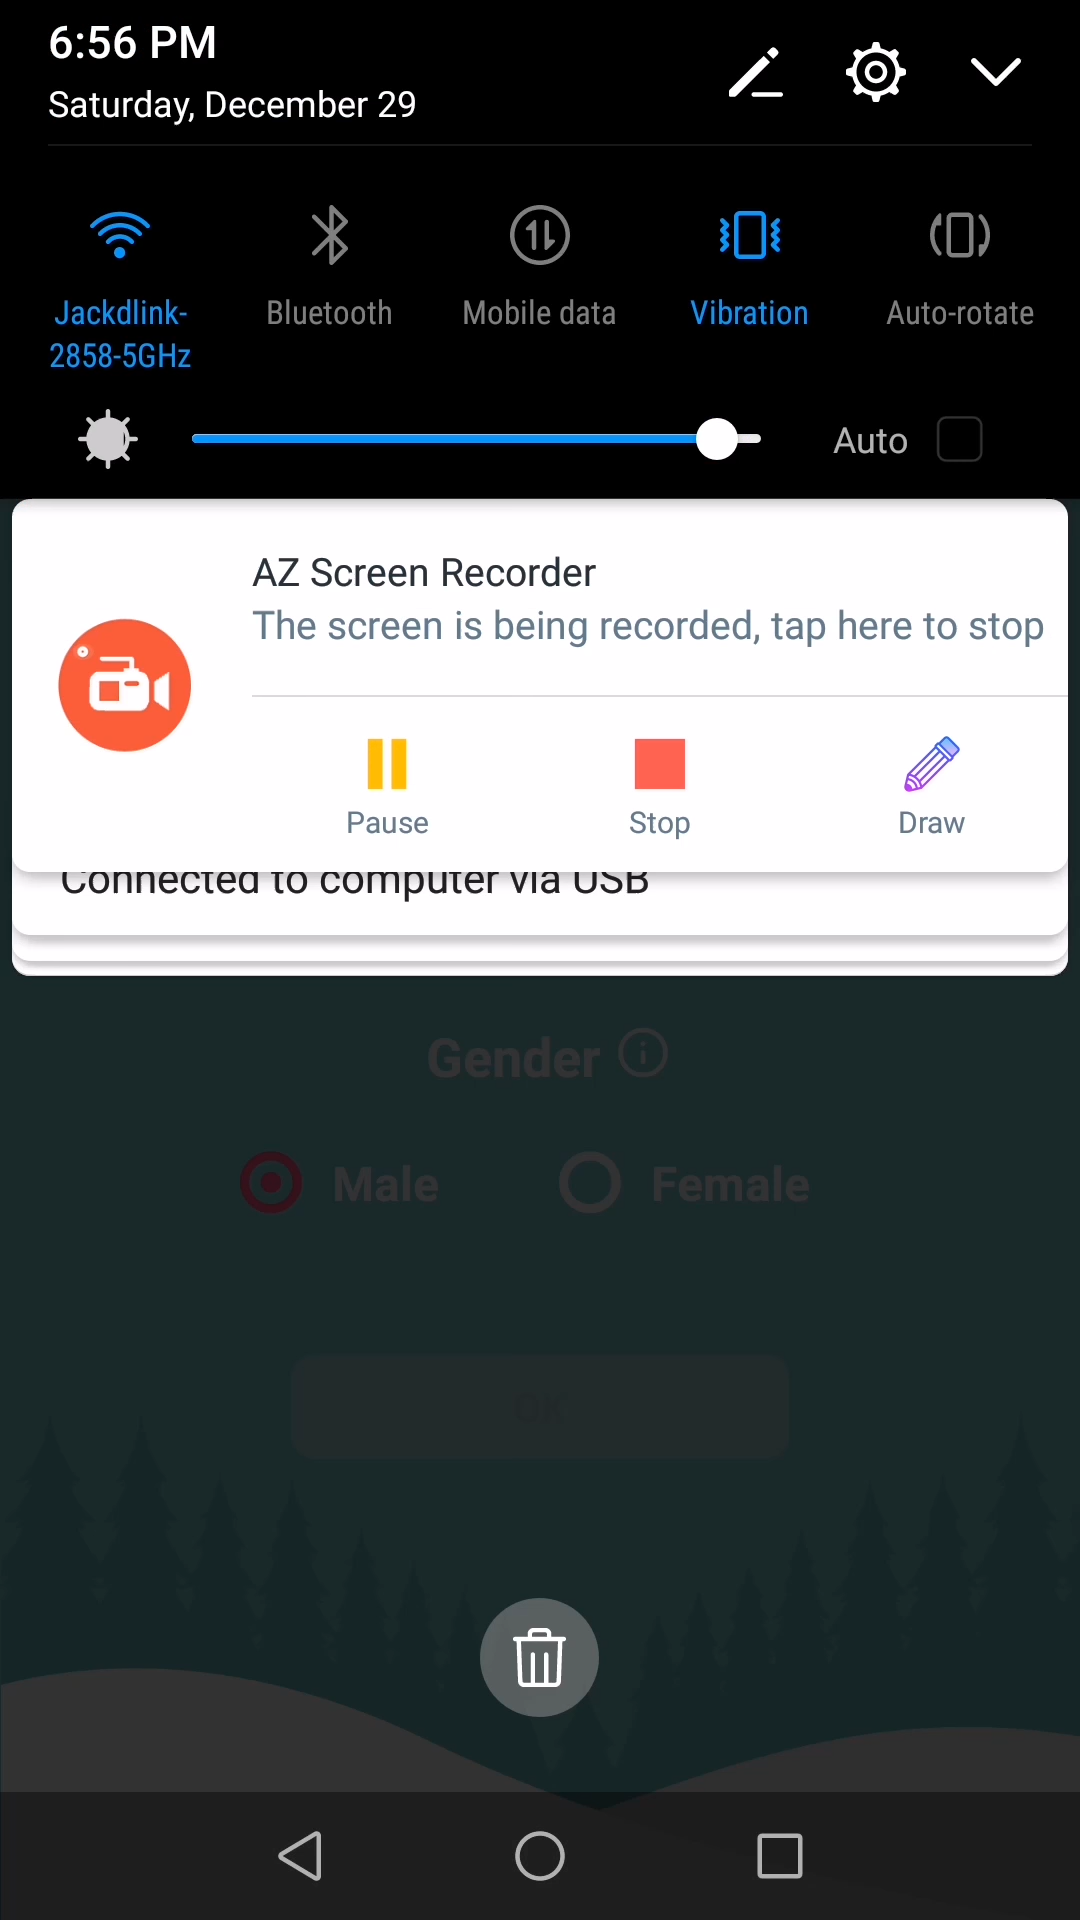 6:56 PM
Saturday, December 29
Jackdlink-
2858-5GHz
Bluetooth
Mobile data
Vibration
Auto-rotate
Auto
AZ Screen Recorder
The screen is being recorded, tap here to stop
Pause
Stop
Draw
Connected to computer via USB
Gender
Male
Female
OK